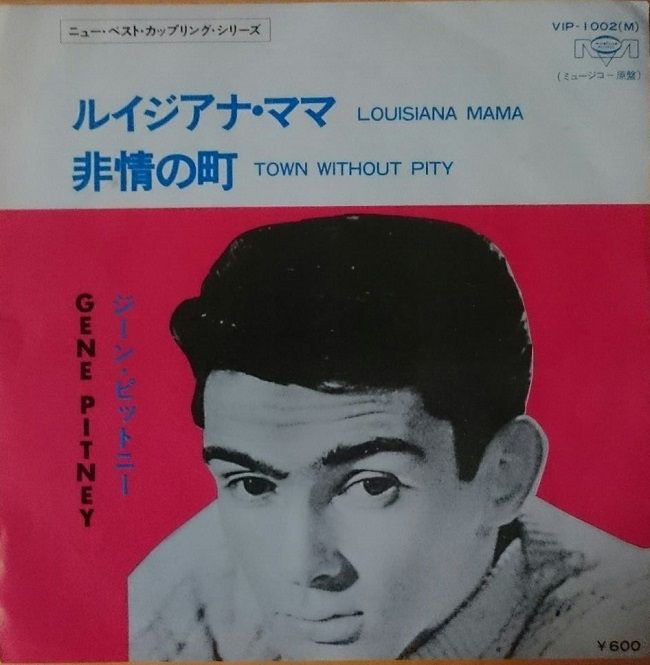 ニュー・ベスト・カップリング・シリーズ
VIP-1002(M)
(ミュージコー原盤)
ルイジアナ・ママ LOUISIANA MAMA
非情の町 TOWN WITHOUT PITY
ジーン・ピットニー
GENE PITNEY
¥600